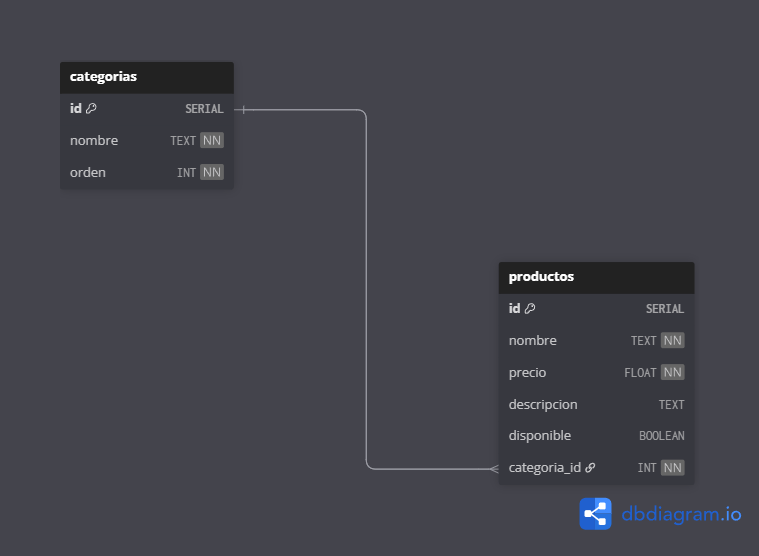 categorias
id SERIAL
nombre TEXT NN
orden INT NN
productos
id SERIAL
nombre TEXT NN
precio FLOAT NN
descripcion TEXT
disponible BOOLEAN
categoria_id INT NN
dbdiagram.io